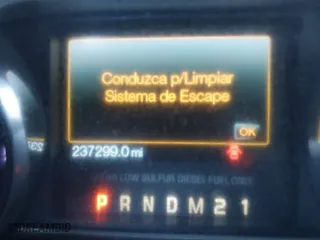 Conduzca p/Limpiar
Sistema de Escape
OK
237299.0 mi
LOW SULFUR DIESEL FUEL ONLY
P R N D M 2 1